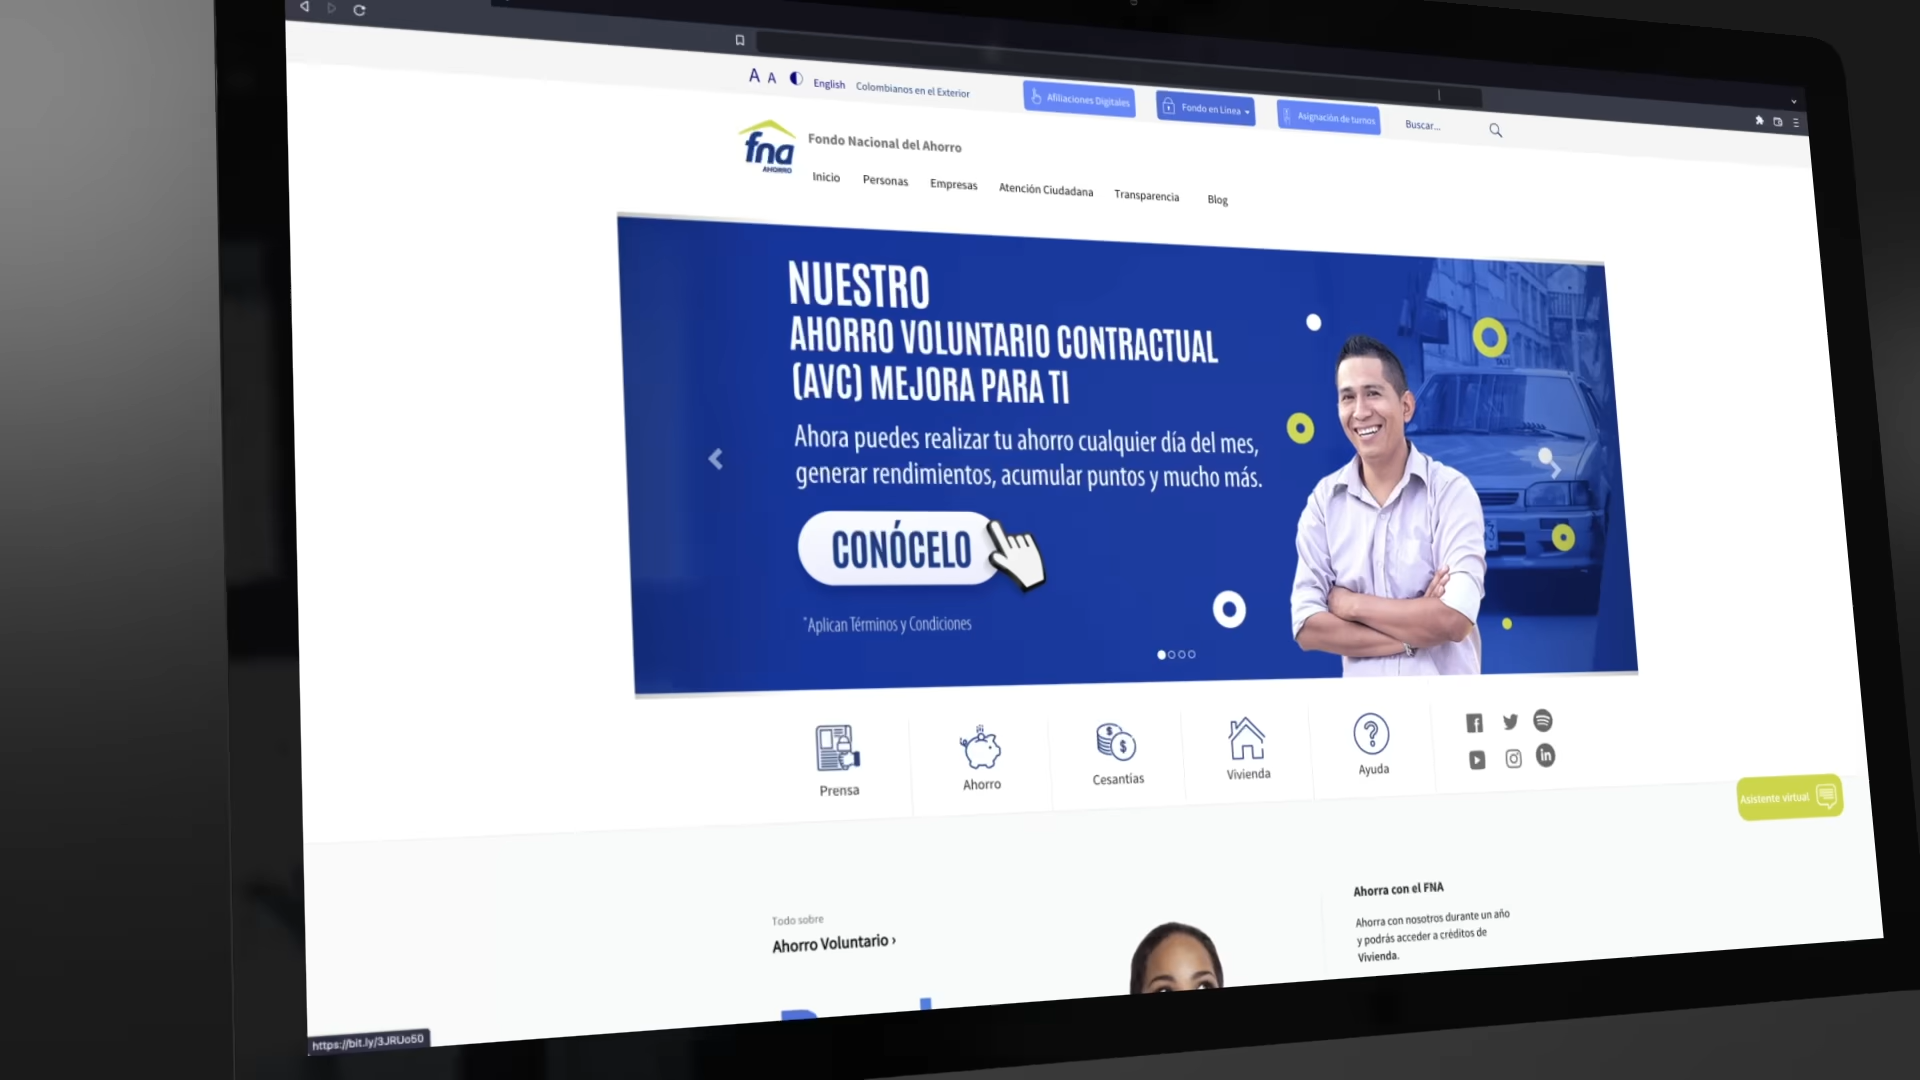 A A English Colombianos en el Exterior Afiliaciones Digitales Fondo en Línea Asignación de turnos Buscar...
fna
AHORRO
Fondo Nacional del Ahorro
Inicio Personas Empresas Atención Ciudadana Transparencia Blog
NUESTRO
AHORRO VOLUNTARIO CONTRACTUAL
(AVC) MEJORA PARA TI
Ahora puedes realizar tu ahorro cualquier día del mes,
generar rendimientos, acumular puntos y mucho más.
CONÓCELO
*Aplican Términos y Condiciones
TAXI
Prensa Ahorro Cesantías Vivienda Ayuda
Asistente virtual
Todo sobre
Ahorro Voluntario ›
Ahorra con el FNA
Ahorra con nosotros durante un año
y podrás acceder a créditos de
Vivienda.
https://bit.ly/3JRUo50